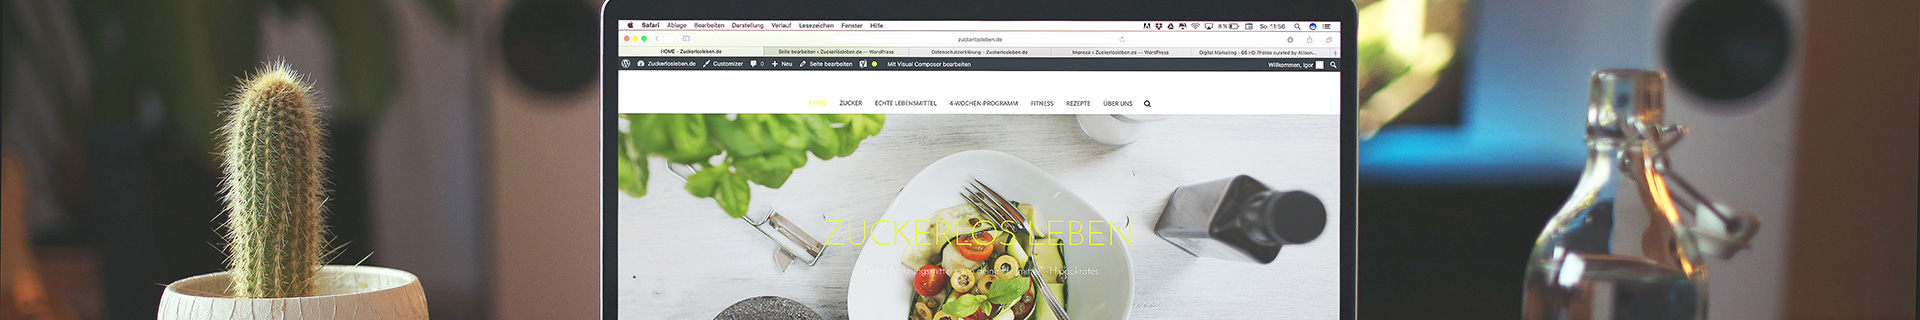 Safari Ablage Bearbeiten Darstellung Verlauf Lesezeichen Fenster Hilfe 8 % So. 11:56
zuckerlosleben.de
HOME - Zuckerlosleben.de Seite bearbeiten ‹ Zuckerlosleben.de — WordPress Datenschutzerklärung - Zuckerlosleben.de Impress ‹ Zuckerlosleben.de — WordPress Digital Marketing - 66 HD Photos curated by Allison...
Zuckerlosleben.de Customizer 0 Neu Seite bearbeiten Mit Visual Composer bearbeiten Willkommen, Igor
HOME ZUCKER ECHTE LEBENSMITTEL 4-WOCHEN-PROGRAMM FITNESS REZEPTE ÜBER UNS
ZUCKERLOS LEBEN
deine - Hippokrates